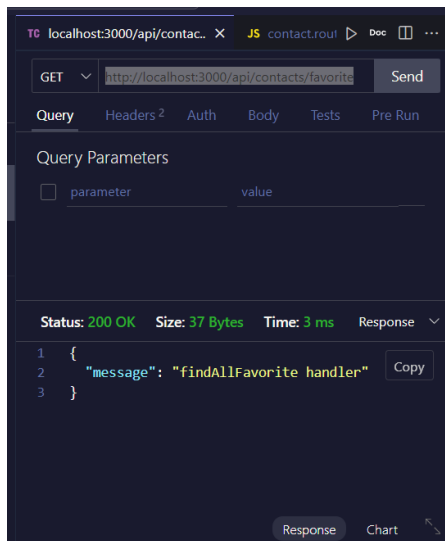 TC localhost:3000/api/contac.. × JS contact.rout Doc ...
GET http://localhost:3000/api/contacts/favorite Send
Query Headers 2 Auth Body Tests Pre Run
Query Parameters
parameter value
Status: 200 OK Size: 37 Bytes Time: 3 ms Response
1 {
2 "message": "findAllFavorite handler"
3 }
Copy
Response Chart